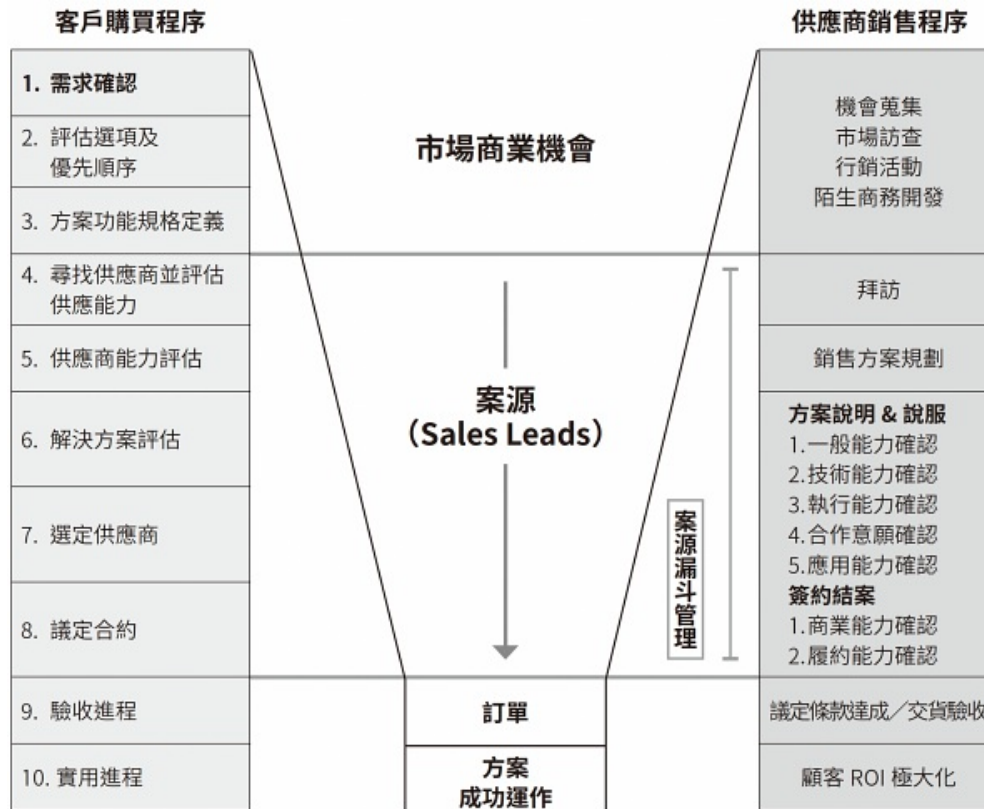 客戶購買程序
1. 需求確認
2. 評估選項及
優先順序
3. 方案功能規格定義
4. 尋找供應商並評估
供應能力
5. 供應商能力評估
6. 解決方案評估
7. 選定供應商
8. 議定合約
9. 驗收進程
10. 實用進程
市場商業機會
案源
（Sales Leads）
案源漏斗管理
訂單
方案
成功運作
供應商銷售程序
機會蒐集
市場訪查
行銷活動
陌生商務開發
拜訪
銷售方案規劃
方案說明 & 說服
1.一般能力確認
2.技術能力確認
3.執行能力確認
4.合作意願確認
5.應用能力確認
簽約結案
1.商業能力確認
2.履約能力確認
議定條款達成／交貨驗收
顧客 ROI 極大化